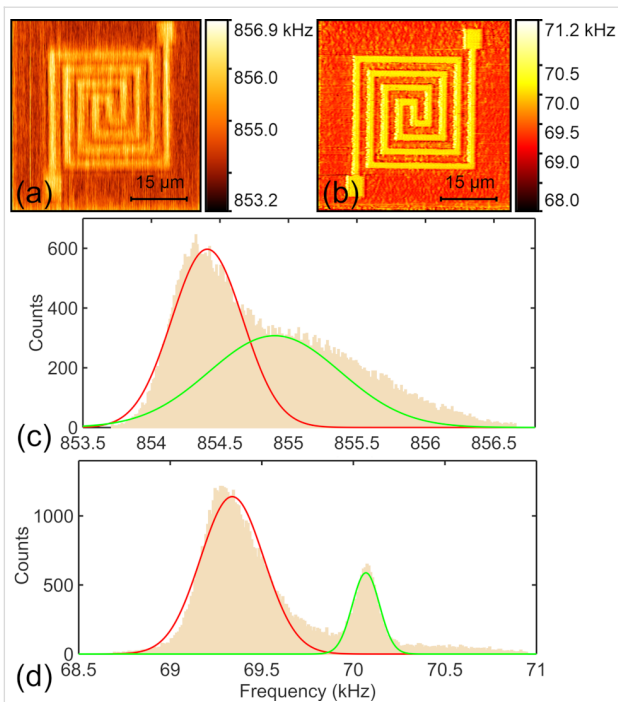 856.9 kHz
856.0
855.0
853.2
15 µm
(a)
71.2 kHz
70.5
70.0
69.5
69.0
68.0
15 µm
(b)
600
400
200
0
Counts
853.5 854 854.5 855 855.5 856 856.5
(c)
1000
500
0
Counts
68.5 69 69.5 70 70.5 71
Frequency (kHz)
(d)